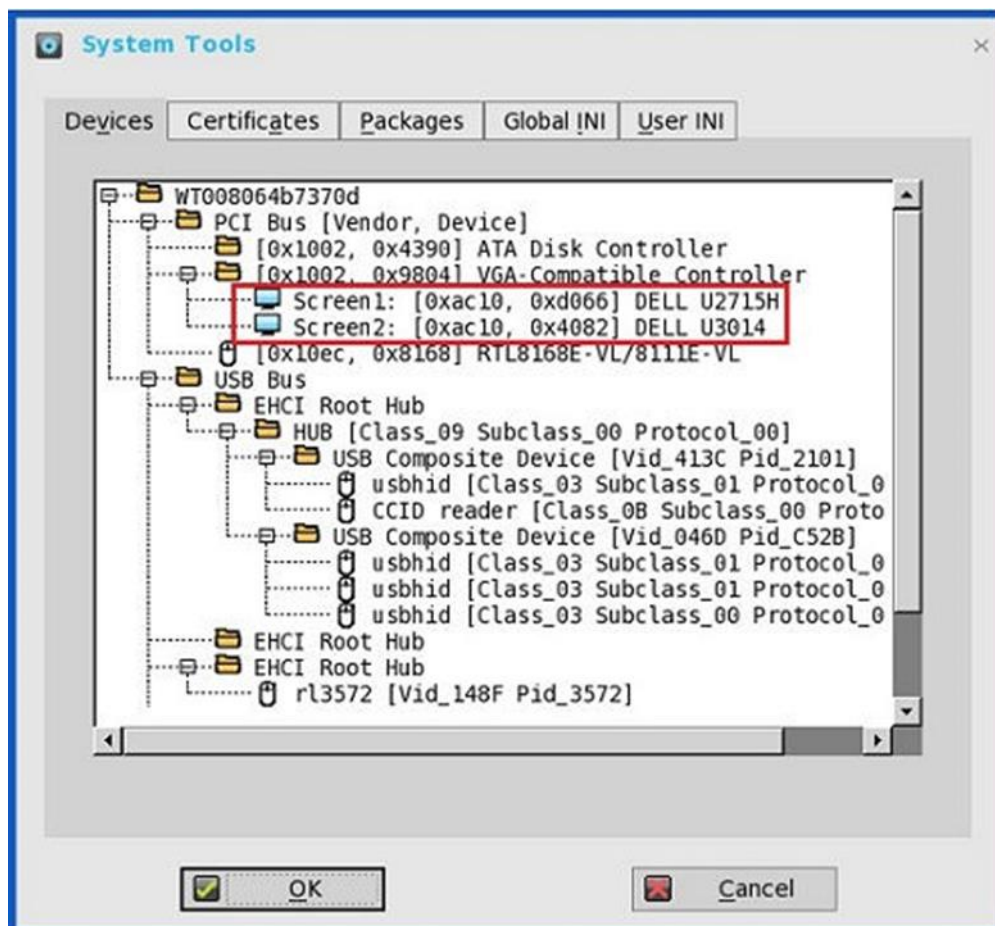 System Tools
Devices Certificates Packages Global INI User INI
WT008064b7370d
PCI Bus [Vendor, Device]
[0x1002, 0x4390] ATA Disk Controller
[0x1002, 0x9804] VGA-Compatible Controller
Screen1: [0xac10, 0xd066] DELL U2715H
Screen2: [0xac10, 0x4082] DELL U3014
[0x10ec, 0x8168] RTL8168E-VL/8111E-VL
USB Bus
EHCI Root Hub
HUB [Class_09 Subclass_00 Protocol_00]
USB Composite Device [Vid_413C Pid_2101]
usbhid [Class_03 Subclass_01 Protocol_0
CCID reader [Class_0B Subclass_00 Proto
USB Composite Device [Vid_046D Pid_C52B]
usbhid [Class_03 Subclass_01 Protocol_0
usbhid [Class_03 Subclass_01 Protocol_0
usbhid [Class_03 Subclass_00 Protocol_0
EHCI Root Hub
EHCI Root Hub
rl3572 [Vid_148F Pid_3572]
OK Cancel